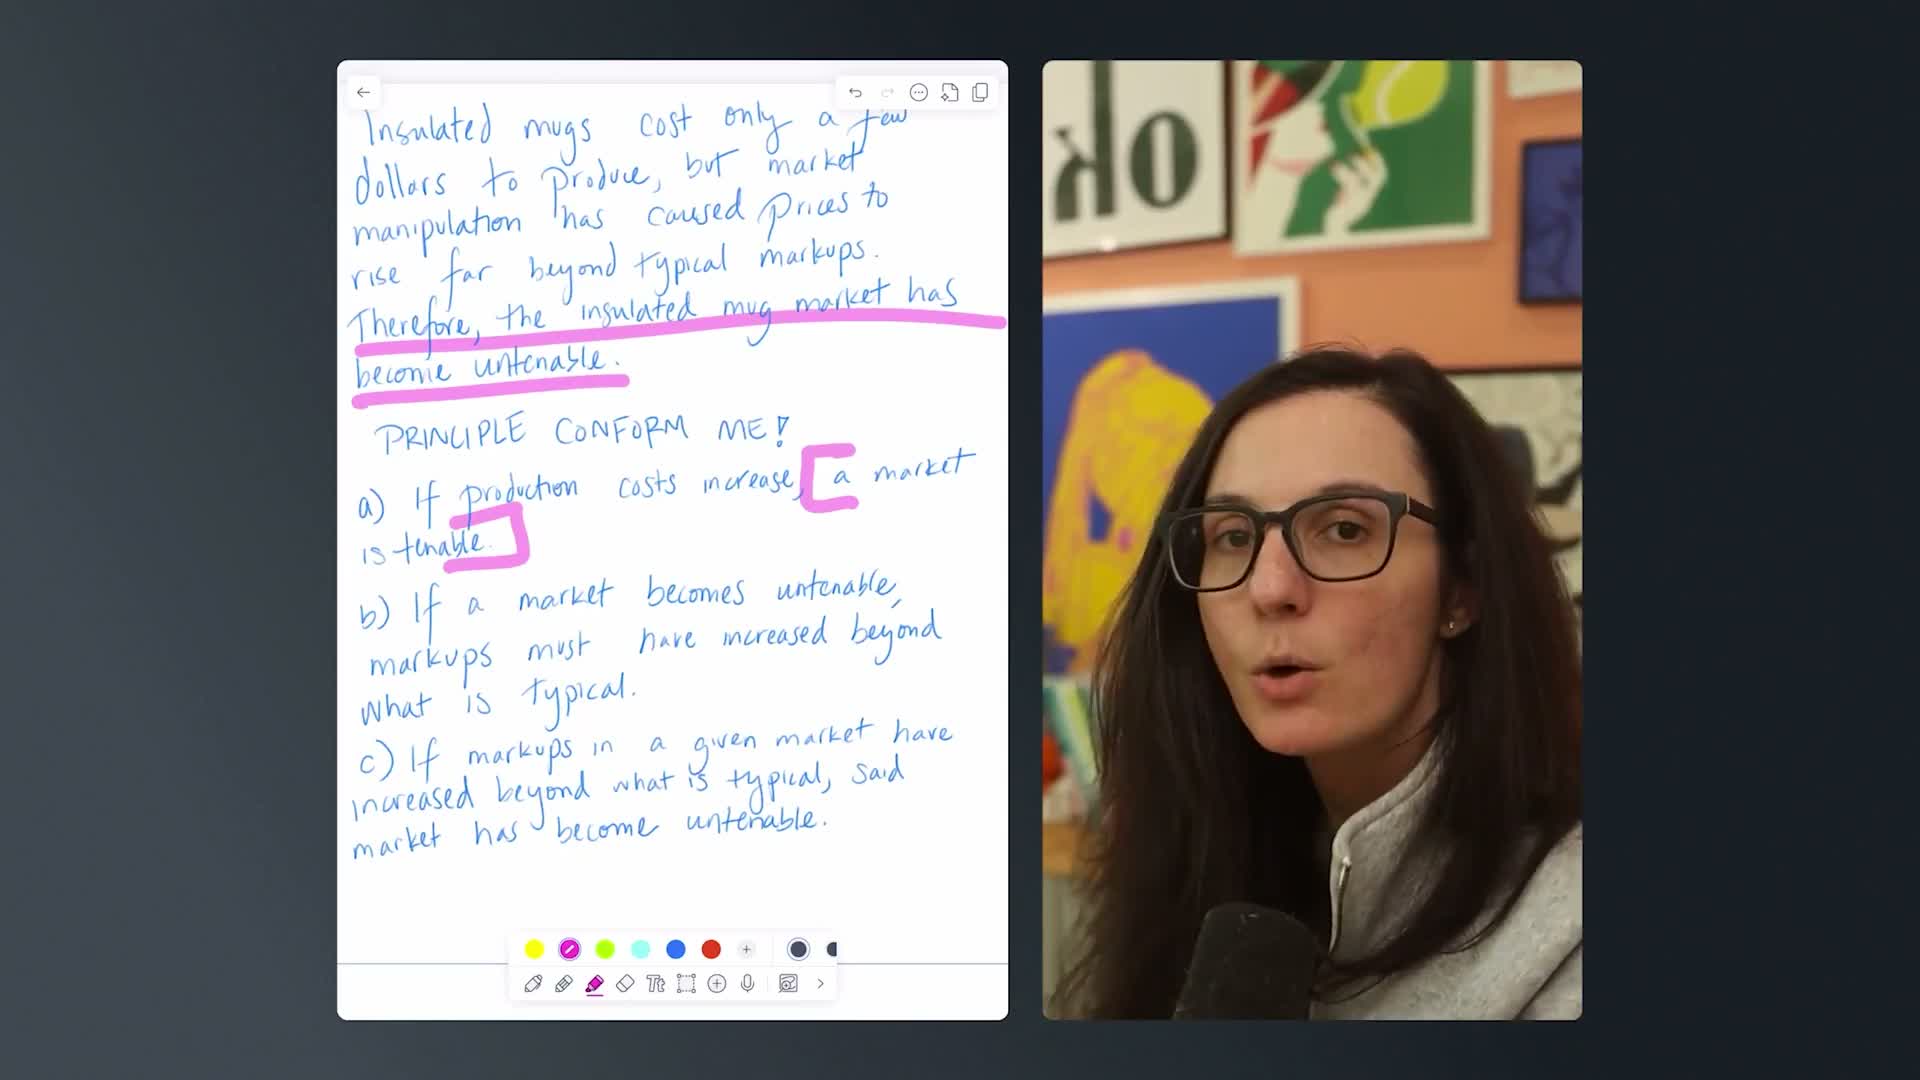 Insulated mugs cost only a few
dollars to produce, but market
manipulation has caused prices to
rise far beyond typical markups.
Therefore, the insulated mug market has
become untenable.
PRINCIPLE CONFORM ME!
a) If production costs increase, a market
is tenable.
b) If a market becomes untenable,
markups must have increased beyond
what is typical.
c) If markups in a given market have
increased beyond what is typical, said
market has become untenable.
Tt
ok